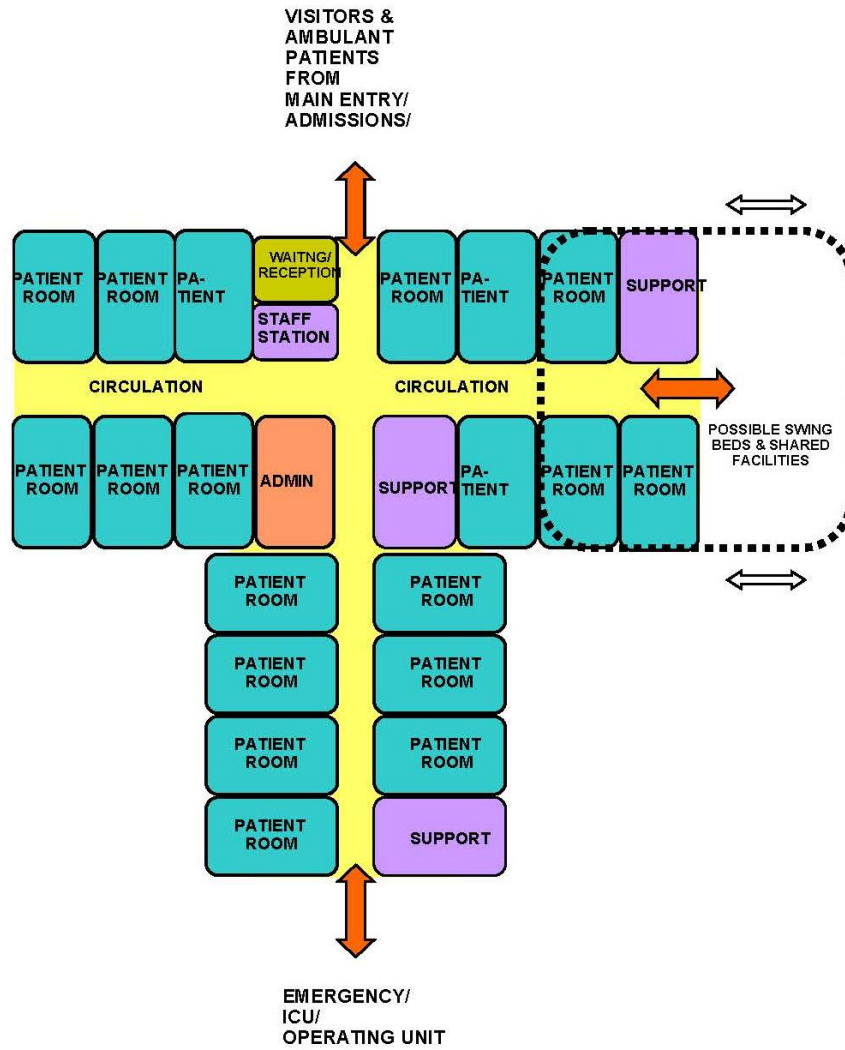 VISITORS &
AMBULANT
PATIENTS
FROM
MAIN ENTRY/
ADMISSIONS/
PATIENT
ROOM
PATIENT
ROOM
PA-
TIENT
WAITNG/
RECEPTION
STAFF
STATION
PATIENT
ROOM
PA-
TIENT
PATIENT
ROOM
SUPPORT
CIRCULATION
CIRCULATION
POSSIBLE SWING
BEDS & SHARED
FACILITIES
PATIENT
ROOM
PATIENT
ROOM
PATIENT
ROOM
ADMIN
SUPPORT
PA-
TIENT
PATIENT
ROOM
PATIENT
ROOM
PATIENT
ROOM
PATIENT
ROOM
PATIENT
ROOM
PATIENT
ROOM
PATIENT
ROOM
PATIENT
ROOM
PATIENT
ROOM
SUPPORT
EMERGENCY/
ICU/
OPERATING UNIT